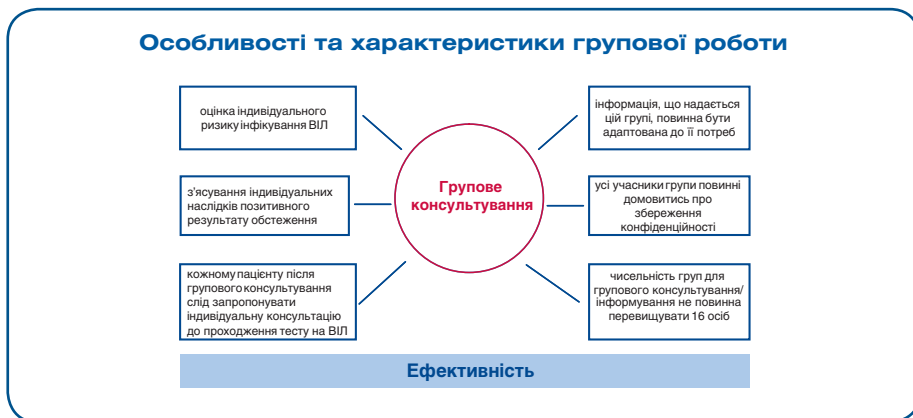 Особливості та характеристики групової роботи
оцінка індивідуального
ризику інфікування ВІЛ
з'ясування індивідуальних
наслідків позитивного
результату обстеження
кожному пацієнту після
групового консультування
слід запропонувати
індивідуальну консультацію
до проходження тесту на ВІЛ
Групове
консультування
інформація, що надається
цій групі, повинна бути
адаптована до її потреб
усі учасники групи повинні
домовитись про
збереження
конфіденційності
чисельність груп для
групового консультування/
інформування не повинна
перевищувати 16 осіб
Ефективність